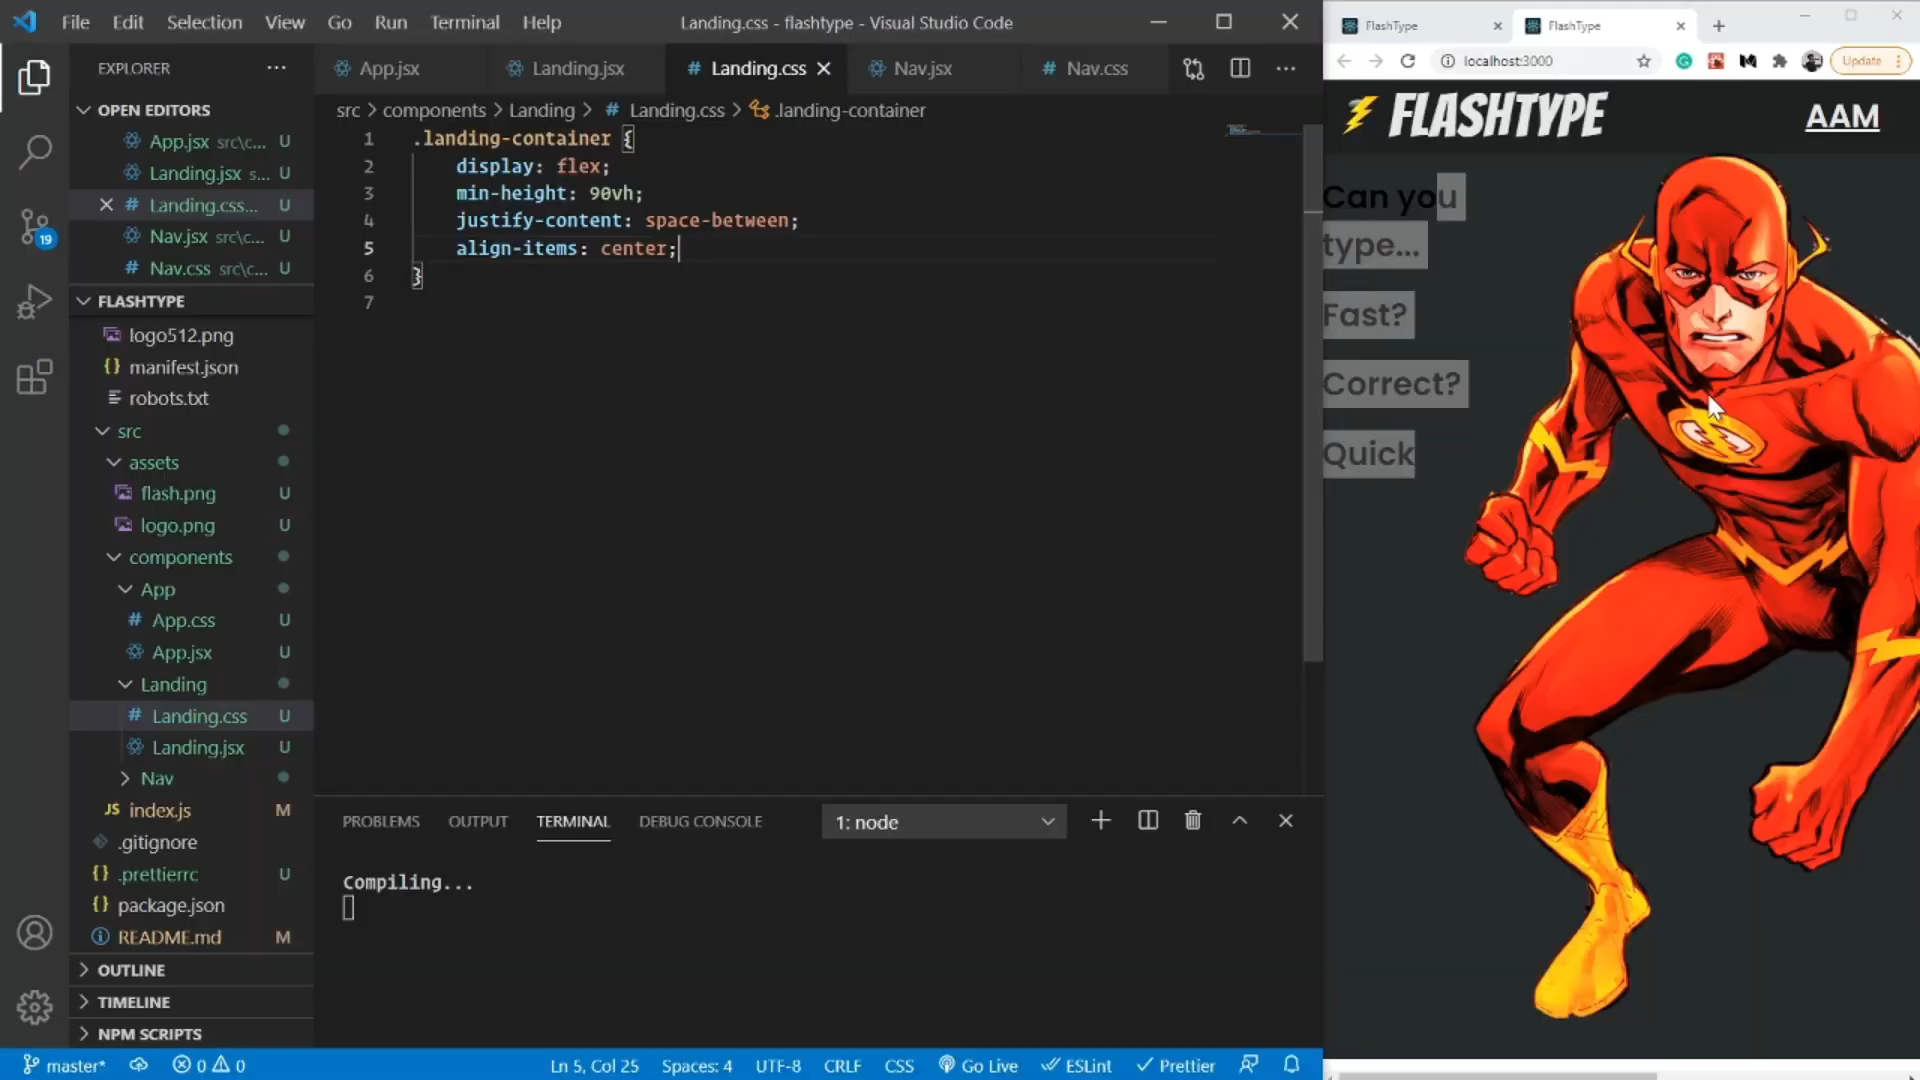 File Edit Selection View Go Run Terminal Help
Landing.css - flashtype - Visual Studio Code
EXPLORER
OPEN EDITORS
App.jsx src\c... U
Landing.jsx s... U
# Landing.css... U
Nav.jsx src\c... U
# Nav.css src\c... U
FLASHTYPE
logo512.png
{} manifest.json
robots.txt
src
assets
flash.png U
logo.png U
components
App
# App.css U
App.jsx U
Landing
# Landing.css U
Landing.jsx U
Nav
JS index.js M
.gitignore
{} .prettierrc U
{} package.json
README.md M
OUTLINE
TIMELINE
NPM SCRIPTS
19
App.jsx
Landing.jsx
# Landing.css
Nav.jsx
# Nav.css
src > components > Landing > # Landing.css > .landing-container
1 .landing-container {
2 display: flex;
3 min-height: 90vh;
4 justify-content: space-between;
5 align-items: center;
6 }
7
PROBLEMS OUTPUT TERMINAL DEBUG CONSOLE
1: node
Compiling...
master* 0 0
Ln 5, Col 25 Spaces: 4 UTF-8 CRLF CSS Go Live ESLint Prettier
FlashType
FlashType
localhost:3000
Update
FLASHTYPE
AAM
Can you
type...
Fast?
Correct?
Quick